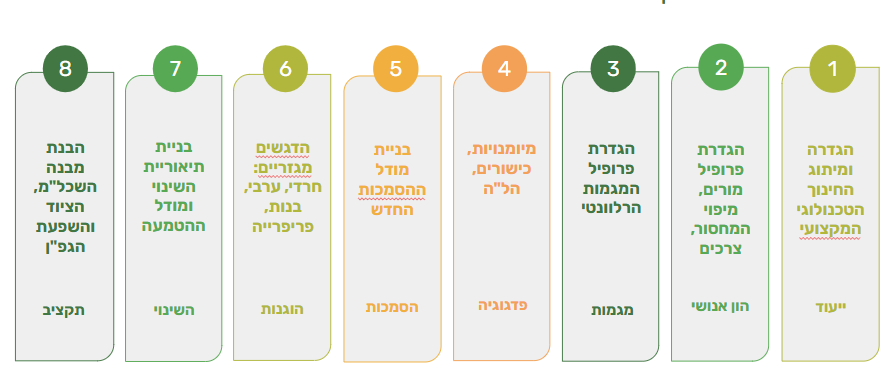 1
הגדרה
ומיתוג
החינוך
הטכנולוגי
המקצועי
ייעוד
2
הגדרת
פרופיל
מורים,
מיפוי
המחסור,
צרכים
הון אנושי
3
הגדרת
פרופיל
המגמות
הרלוונטי
מגמות
4
מיומנויות,
כישורים,
הל"ה
פדגוגיה
5
בניית
מודל
ההסמכות
החדש
הסמכות
6
הדגשים
מגזריים:
חרדי, ערבי,
בנות,
פריפרייה
הוגנות
7
בניית
תיאוריית
השינוי
ומודל
ההטמעה
השינוי
8
הבנת
מבנה
השכל"מ,
הציוד
והשפעת
הגפ"ן
תקציב